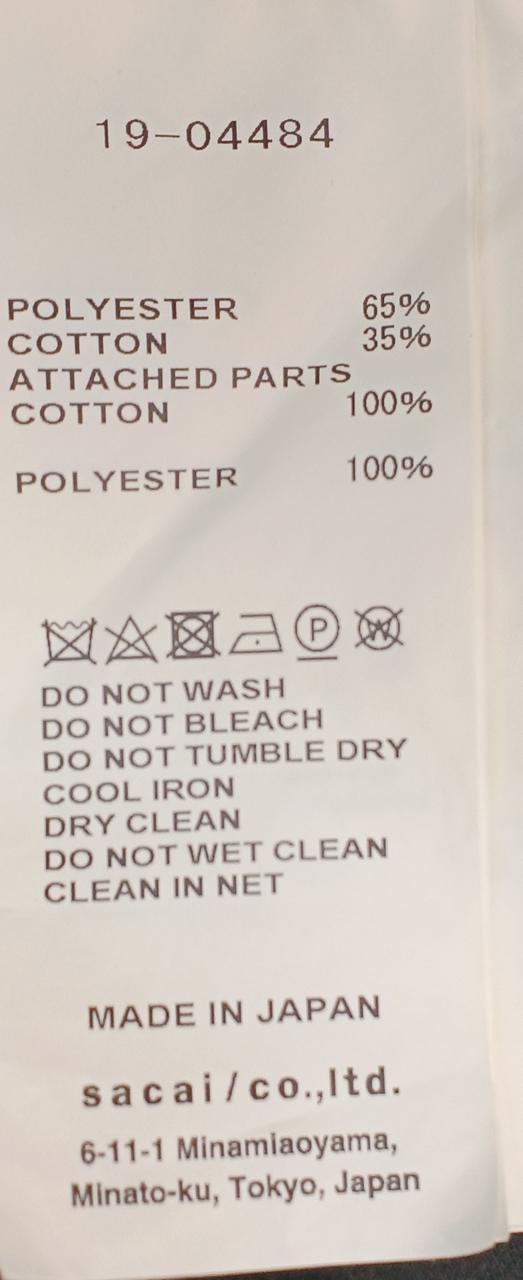 19-04484
POLYESTER 65%
COTTON 35%
ATTACHED PARTS
COTTON 100%
POLYESTER 100%
P W
DO NOT WASH
DO NOT BLEACH
DO NOT TUMBLE DRY
COOL IRON
DRY CLEAN
DO NOT WET CLEAN
CLEAN IN NET
MADE IN JAPAN
sacai/co.,ltd.
6-11-1 Minamiaoyama,
Minato-ku, Tokyo, Japan